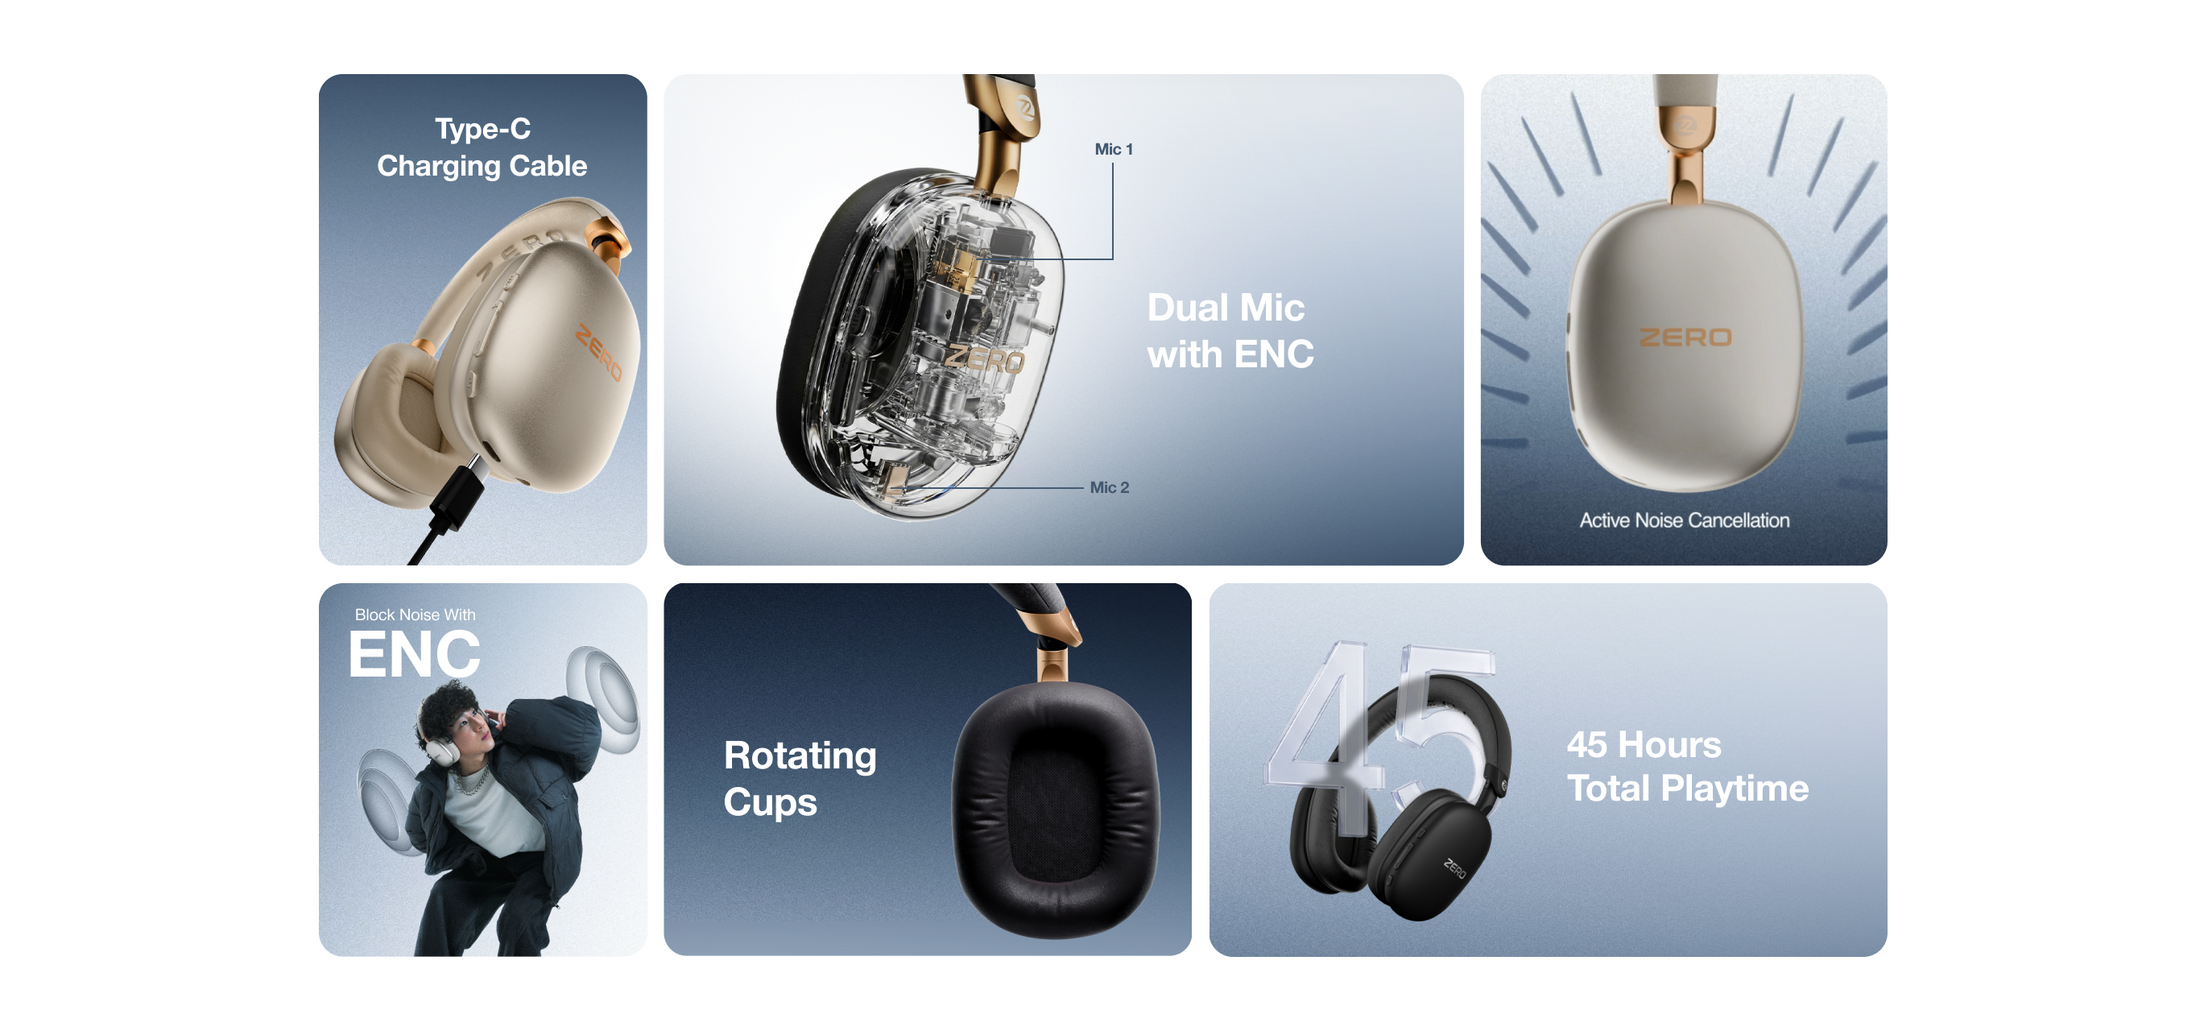 Type-C
Charging Cable
ZERO
ZERO
Mic 1
Dual Mic
with ENC
ZERO
Mic 2
ZERO
Active Noise Cancellation
Block Noise With
ENC
Rotating
Cups
45
45 Hours
Total Playtime
ZERO